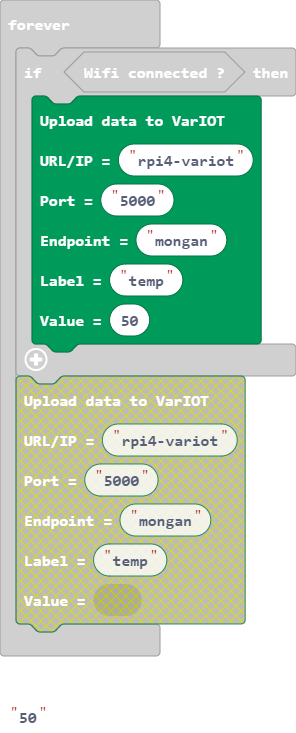 forever
if Wifi connected ? then
Upload data to VarIOT
URL/IP = "rpi4-variot"
Port = "5000"
Endpoint = "mongan"
Label = "temp"
Value = 50
Upload data to VarIOT
URL/IP = "rpi4-variot"
Port = "5000"
Endpoint = "mongan"
Label = "temp"
Value =
"50"